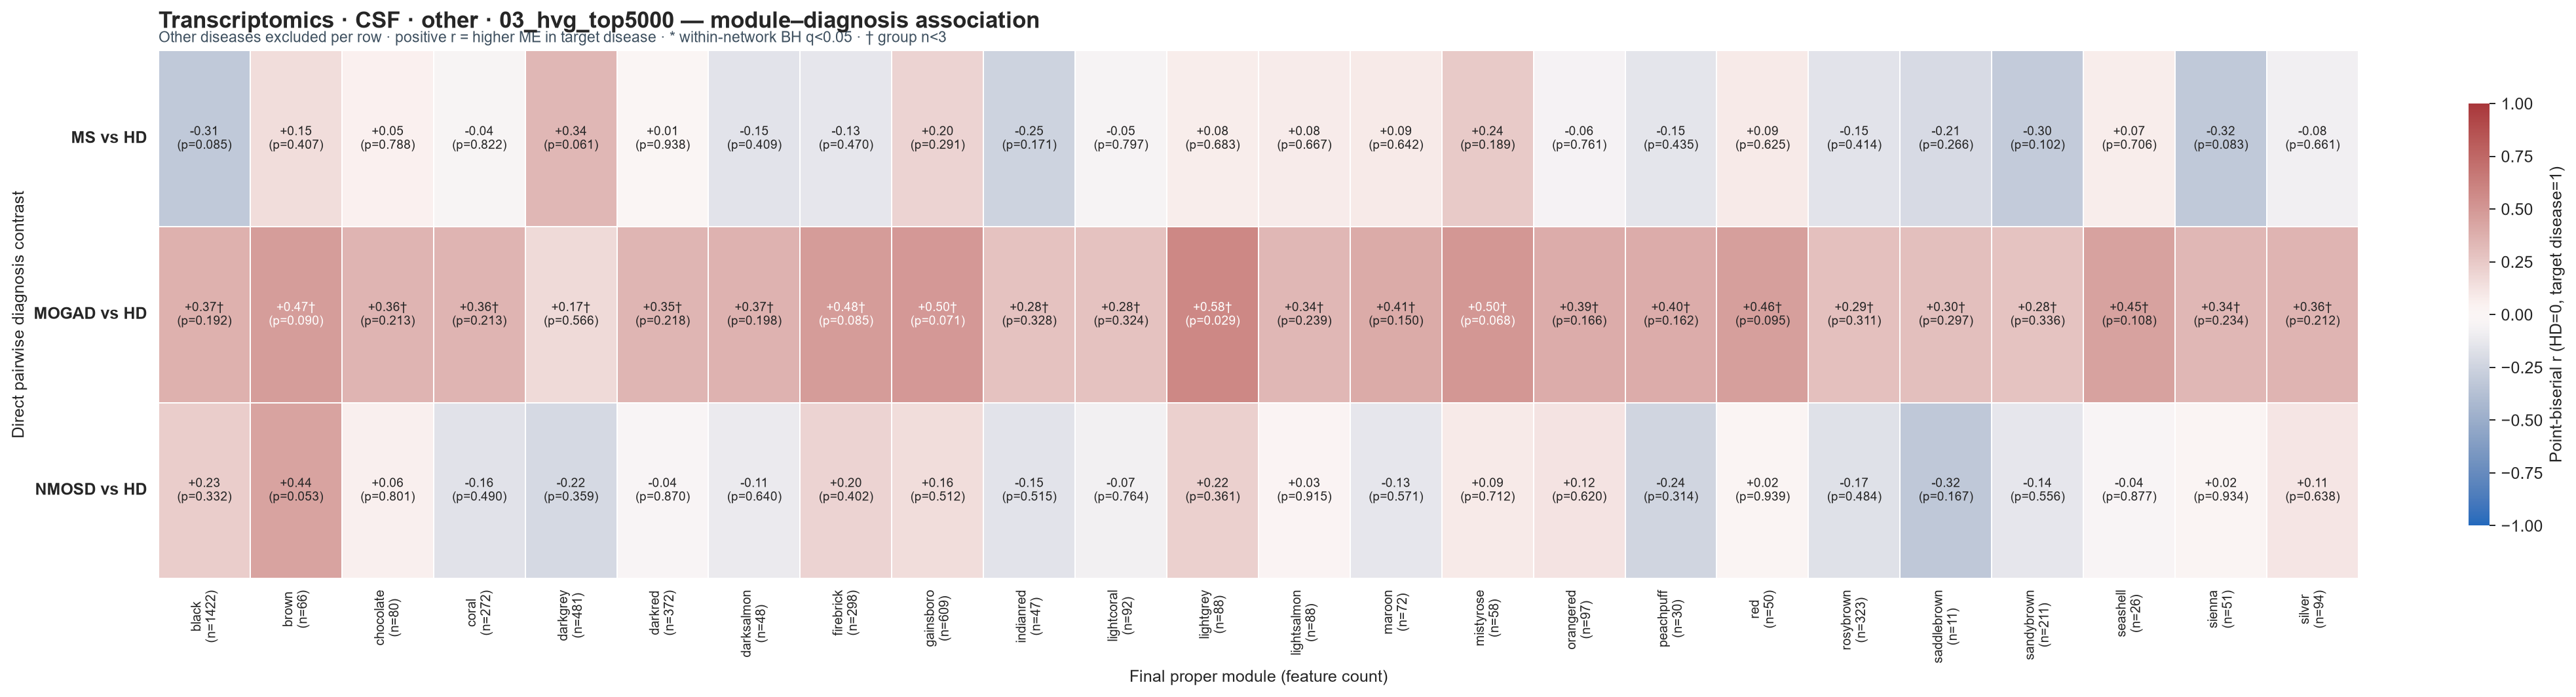 Transcriptomics · CSF · other · 03_hvg_top5000 — module–diagnosis association
Other diseases excluded per row · positive r = higher ME in target disease · * within-network BH q<0.05 · † group n<3
Direct pairwise diagnosis contrast
MS vs HD
-0.31 +0.15 +0.05 -0.04 +0.34 +0.01 -0.15 -0.13 +0.20 -0.25 -0.05 +0.08 +0.08 +0.09 +0.24 -0.06 -0.15 +0.09 -0.15 -0.21 -0.30 +0.07 -0.32 -0.08
(p=0.085) (p=0.407) (p=0.788) (p=0.822) (p=0.061) (p=0.938) (p=0.409) (p=0.470) (p=0.291) (p=0.171) (p=0.797) (p=0.683) (p=0.667) (p=0.642) (p=0.189) (p=0.761) (p=0.435) (p=0.625) (p=0.414) (p=0.266) (p=0.102) (p=0.706) (p=0.083) (p=0.661)
MOGAD vs HD
+0.37† +0.47† +0.36† +0.36† +0.17† +0.35† +0.37† +0.48† +0.50† +0.28† +0.28† +0.58† +0.34† +0.41† +0.50† +0.39† +0.40† +0.46† +0.29† +0.30† +0.28† +0.45† +0.34† +0.36†
(p=0.192) (p=0.090) (p=0.213) (p=0.213) (p=0.566) (p=0.218) (p=0.198) (p=0.085) (p=0.071) (p=0.328) (p=0.324) (p=0.029) (p=0.239) (p=0.150) (p=0.068) (p=0.166) (p=0.162) (p=0.095) (p=0.311) (p=0.297) (p=0.336) (p=0.108) (p=0.234) (p=0.212)
NMOSD vs HD
+0.23 +0.44 +0.06 -0.16 -0.22 -0.04 -0.11 +0.20 +0.16 -0.15 -0.07 +0.22 +0.03 -0.13 +0.09 +0.12 -0.24 +0.02 -0.17 -0.32 -0.14 -0.04 +0.02 +0.11
(p=0.332) (p=0.053) (p=0.801) (p=0.490) (p=0.359) (p=0.870) (p=0.640) (p=0.402) (p=0.512) (p=0.515) (p=0.764) (p=0.361) (p=0.915) (p=0.571) (p=0.712) (p=0.620) (p=0.314) (p=0.939) (p=0.484) (p=0.167) (p=0.556) (p=0.877) (p=0.934) (p=0.638)
black
(n=1422)
brown
(n=66)
chocolate
(n=80)
coral
(n=272)
darkgrey
(n=481)
darkred
(n=372)
darksalmon
(n=48)
firebrick
(n=298)
gainsboro
(n=609)
indianred
(n=47)
lightcoral
(n=92)
lightgrey
(n=88)
lightsalmon
(n=88)
maroon
(n=72)
mistyrose
(n=58)
orangered
(n=97)
peachpuff
(n=30)
red
(n=50)
rosybrown
(n=323)
saddlebrown
(n=11)
sandybrown
(n=211)
seashell
(n=26)
sienna
(n=51)
silver
(n=94)
Final proper module (feature count)
1.00
0.75
0.50
0.25
0.00
−0.25
−0.50
−0.75
−1.00
Point-biserial r (HD=0, target disease=1)